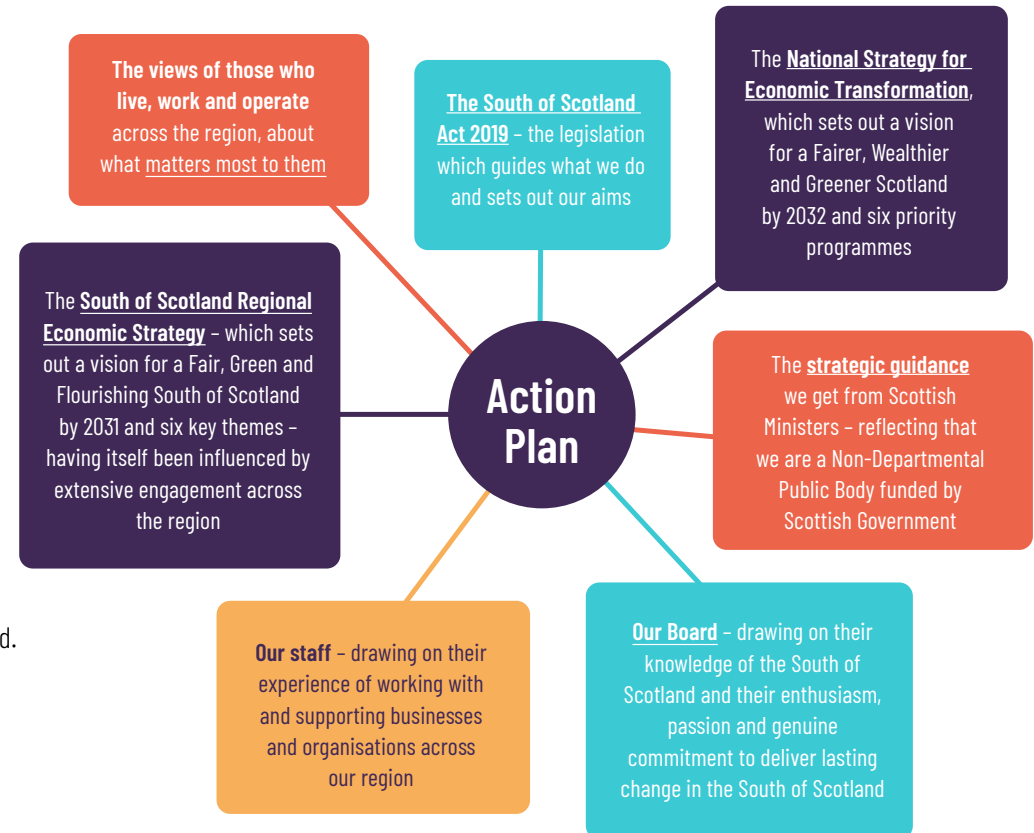 The views of those who
live, work and operate
across the region, about
what matters most to them
The South of Scotland
Act 2019 – the legislation
which guides what we do
and sets out our aims
The National Strategy for
Economic Transformation,
which sets out a vision
for a Fairer, Wealthier
and Greener Scotland
by 2032 and six priority
programmes
The South of Scotland Regional
Economic Strategy – which sets
out a vision for a Fair, Green and
Flourishing South of Scotland
by 2031 and six key themes –
having itself been influenced by
extensive engagement across
the region
Action
Plan
The strategic guidance
we get from Scottish
Ministers – reflecting that
we are a Non-Departmental
Public Body funded by
Scottish Government
d.
Our staff – drawing on their
experience of working with
and supporting businesses
and organisations across
our region
Our Board – drawing on their
knowledge of the South of
Scotland and their enthusiasm,
passion and genuine
commitment to deliver lasting
change in the South of Scotland